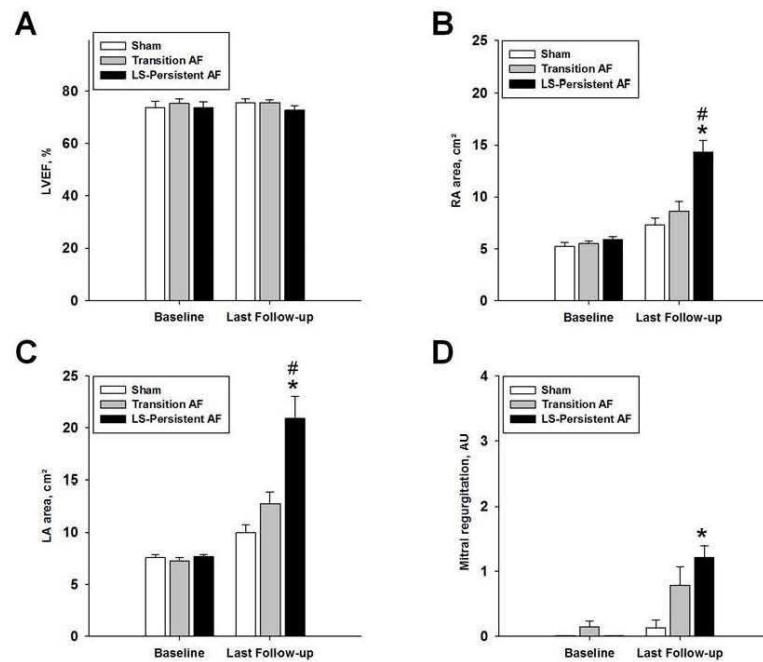 A
Sham
Transition AF
LS-Persistent AF
80
60
40
20
0
LVEF, %
Baseline Last Follow-up
B
25
20
15
10
5
0
Sham
Transition AF
LS-Persistent AF
#
*
RA area, cm²
Baseline Last Follow-up
C
25
20
15
10
5
0
Sham
Transition AF
LS-Persistent AF
#
*
LA area, cm²
Baseline Last Follow-up
D
4
3
2
1
0
Sham
Transition AF
LS-Persistent AF
*
Mitral regurgitation, AU
Baseline Last Follow-up